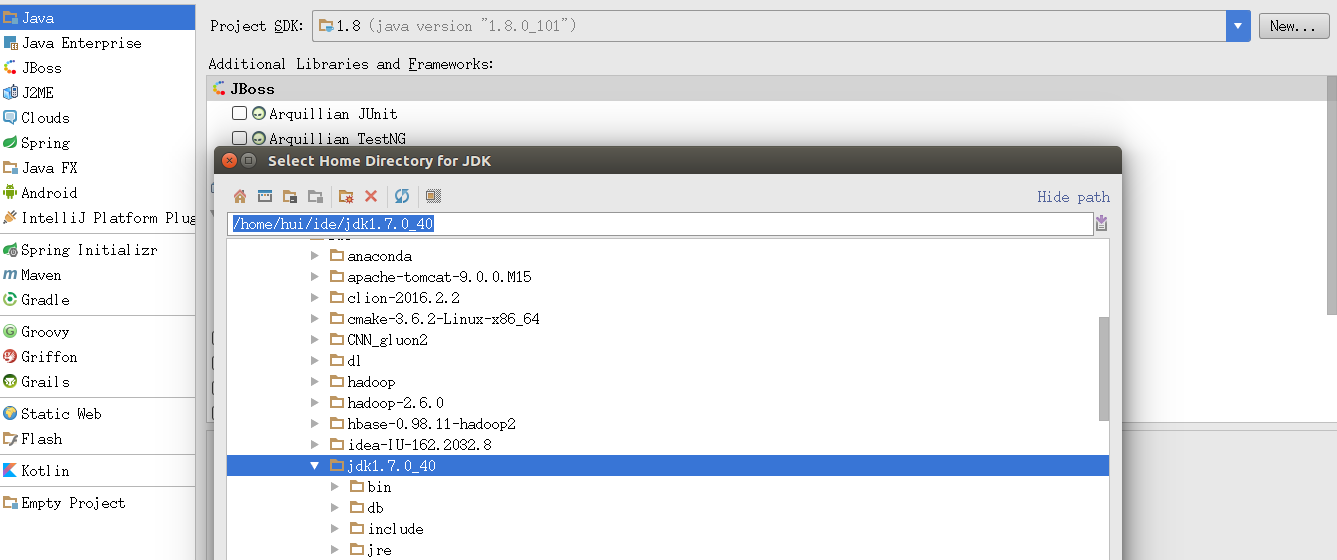 Java
Java Enterprise
JBoss
J2ME
Clouds
Spring
Java FX
Android
IntelliJ Platform Plug
Spring Initializr
Maven
Gradle
Groovy
Griffon
Grails
Static Web
Flash
Kotlin
Empty Project
Project SDK: 1.8 (java version "1.8.0_101") New...
Additional Libraries and Frameworks:
JBoss
Arquillian JUnit
Arquillian TestNG
Select Home Directory for JDK
Hide path
/home/hui/ide/jdk1.7.0_40
anaconda
apache-tomcat-9.0.0.M15
clion-2016.2.2
cmake-3.6.2-Linux-x86_64
CNN_gluon2
dl
hadoop
hadoop-2.6.0
hbase-0.98.11-hadoop2
idea-IU-162.2032.8
jdk1.7.0_40
bin
db
include
jre